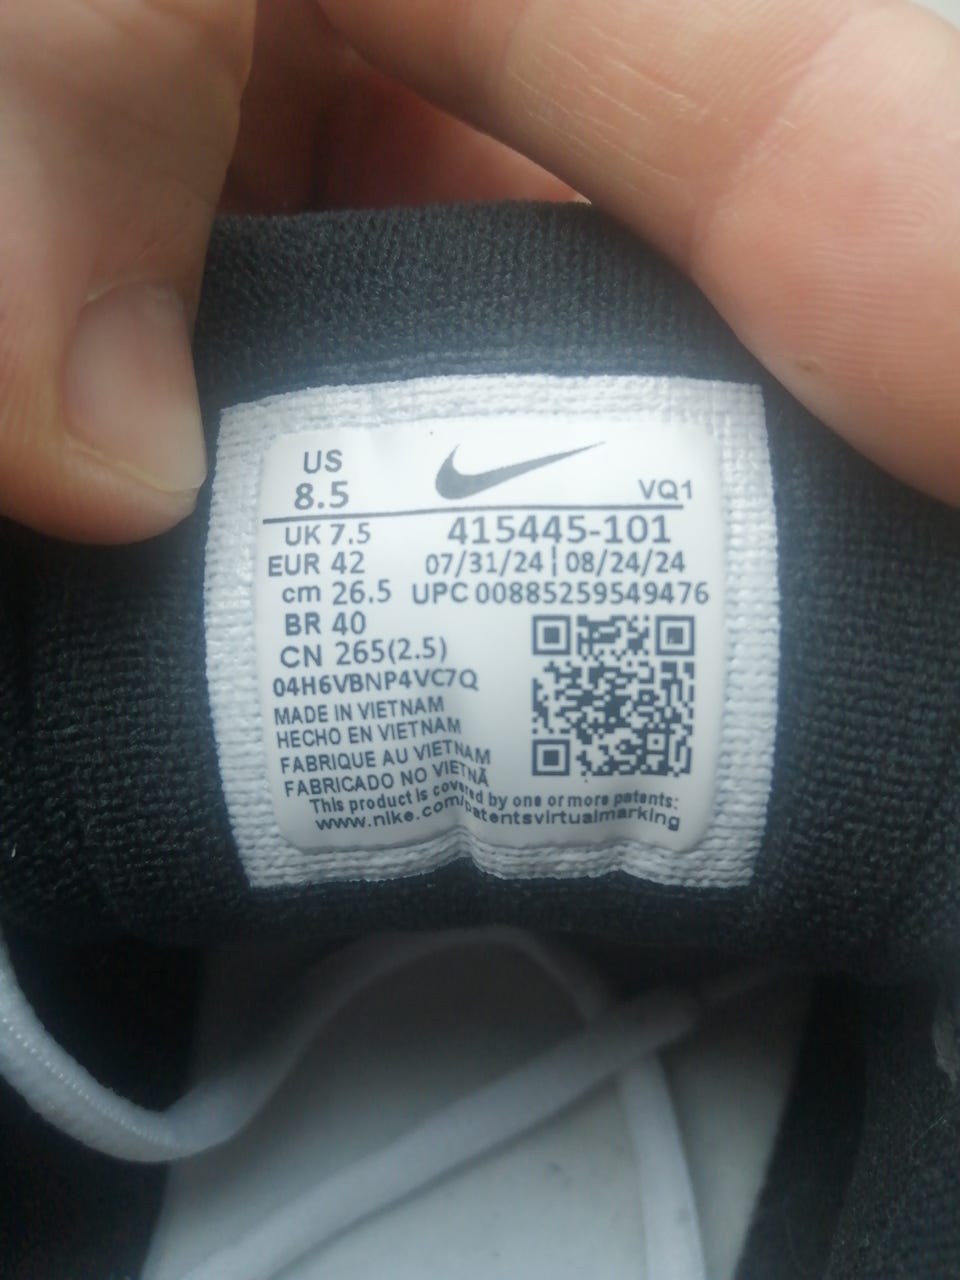 US
8.5
VQ1
UK 7.5
415445-101
EUR 42
07/31/24 | 08/24/24
cm 26.5
UPC 00885259549476
BR 40
CN 265(2.5)
04H6VBNP4VC7Q
MADE IN VIETNAM
HECHO EN VIETNAM
FABRIQUE AU VIETNAM
FABRICADO NO VIETNÃ
This product is covered by one or more patents:
www.nike.com/patentsvirtualmarking